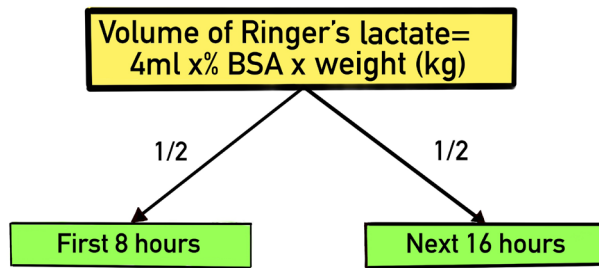 Volume of Ringer's lactate=
4ml x% BSA x weight (kg)
1/2
1/2
First 8 hours
Next 16 hours